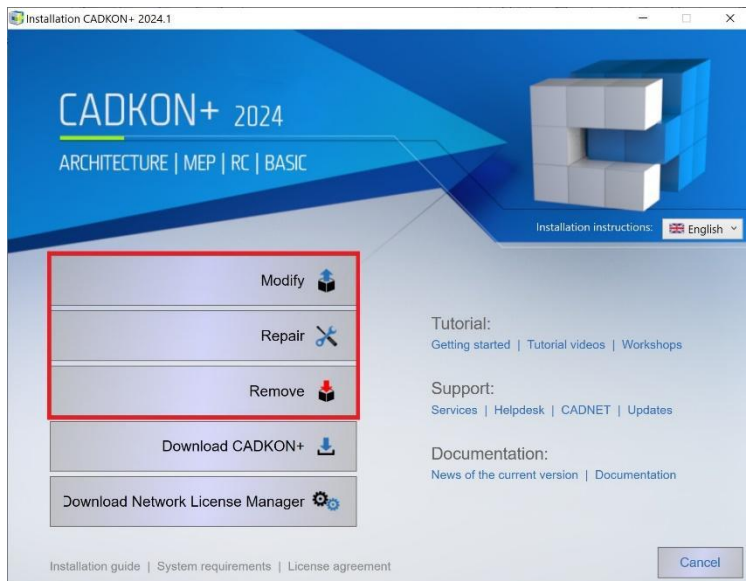 Installation CADKON+ 2024.1
CADKON+ 2024
ARCHITECTURE | MEP | RC | BASIC
Installation instructions: English
Modify
Repair
Remove
Download CADKON+
Download Network License Manager
Tutorial:
Getting started | Tutorial videos | Workshops
Support:
Services | Helpdesk | CADNET | Updates
Documentation:
News of the current version | Documentation
Installation guide | System requirements | License agreement
Cancel